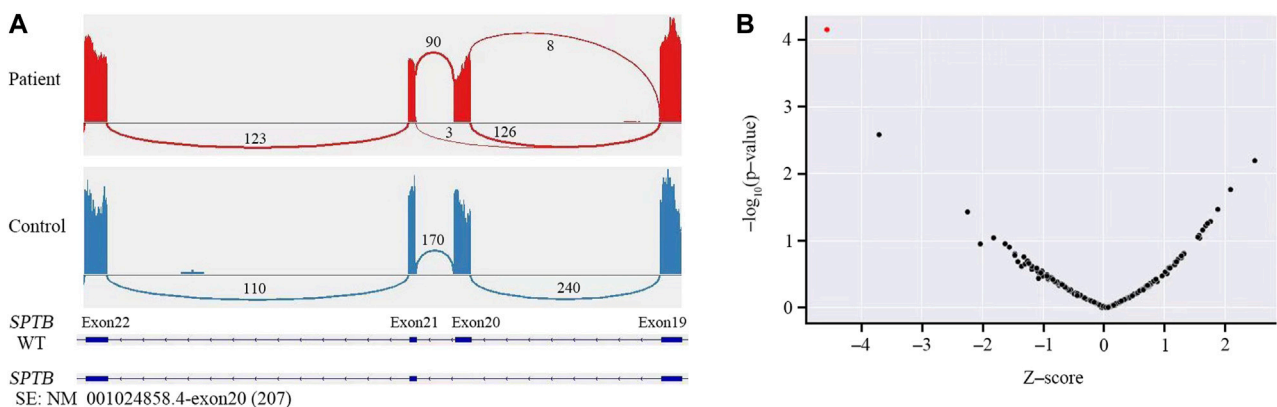 A
B
Patient
90
8
123
3
126
Control
170
110
240
SPTB
WT
Exon22
Exon21
Exon20
Exon19
SPTB
SE: NM_001024858.4-exon20 (207)
−log10(p−value)
4
3
2
1
0
−4
−3
−2
−1
0
1
2
Z−score